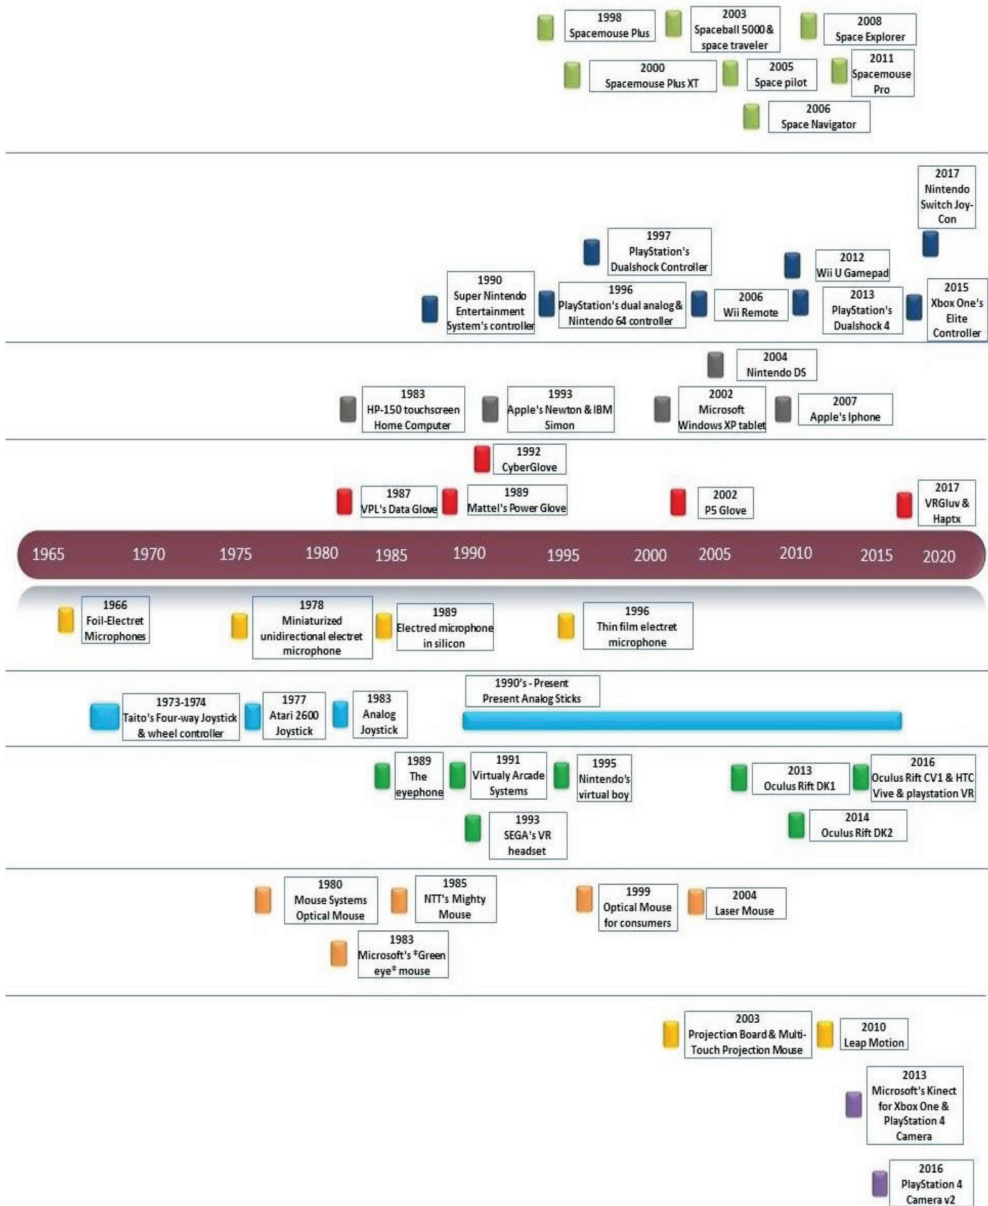 1998
Spacemouse Plus
2003
Spaceball 5000 &
space traveler
2008
Space Explorer
2000
Spacemouse Plus XT
2005
Space pilot
2011
Spacemouse
Pro
2006
Space Navigator
2017
Nintendo
Switch Joy-
Con
1997
PlayStation's
Dualshock Controller
2012
Wii U Gamepad
1990
Super Nintendo
Entertainment
System's controller
1996
PlayStation's dual analog &
Nintendo 64 controller
2006
Wii Remote
2013
PlayStation's
Dualshock 4
2015
Xbox One's
Elite
Controller
2004
Nintendo DS
1983
HP-150 touchscreen
Home Computer
1993
Apple's Newton & IBM
Simon
2002
Microsoft
Windows XP tablet
2007
Apple's Iphone
1992
CyberGlove
1987
VPL's Data Glove
1989
Mattel's Power Glove
2002
P5 Glove
2017
VRGluv &
Haptx
1965 1970 1975 1980 1985 1990 1995 2000 2005 2010 2015 2020
1966
Foil-Electret
Microphones
1978
Miniaturized
unidirectional electret
microphone
1989
Electred microphone
in silicon
1996
Thin film electret
microphone
1973-1974
Taito's Four-way Joystick
& wheel controller
1977
Atari 2600
Joystick
1983
Analog
Joystick
1990's - Present
Present Analog Sticks
1989
The
eyephone
1991
Virtualy Arcade
Systems
1995
Nintendo's
virtual boy
2013
Oculus Rift DK1
2016
Oculus Rift CV1 & HTC
Vive & playstation VR
1993
SEGA's VR
headset
2014
Oculus Rift DK2
1980
Mouse Systems
Optical Mouse
1985
NTT's Mighty
Mouse
1999
Optical Mouse
for consumers
2004
Laser Mouse
1983
Microsoft's *Green
eye* mouse
2003
Projection Board & Multi-
Touch Projection Mouse
2010
Leap Motion
2013
Microsoft's Kinect
for Xbox One &
PlayStation 4
Camera
2016
PlayStation 4
Camera v2